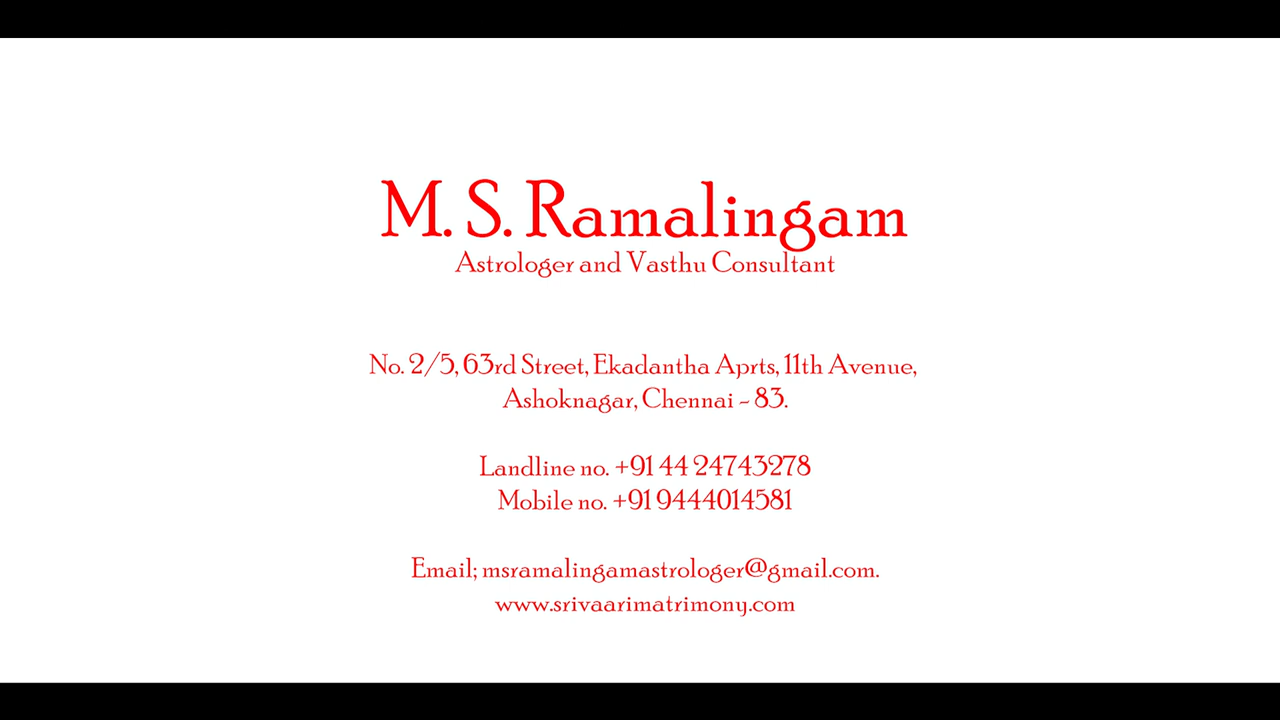 M. S. Ramalingam
Astrologer and Vasthu Consultant
No. 2/5, 63rd Street, Ekadantha Aprts, 11th Avenue,
Ashoknagar, Chennai - 83.
Landline no. +91 44 24743278
Mobile no. +91 9444014581
Email; msramalingamastrologer@gmail.com.
www.srivaarimatrimony.com